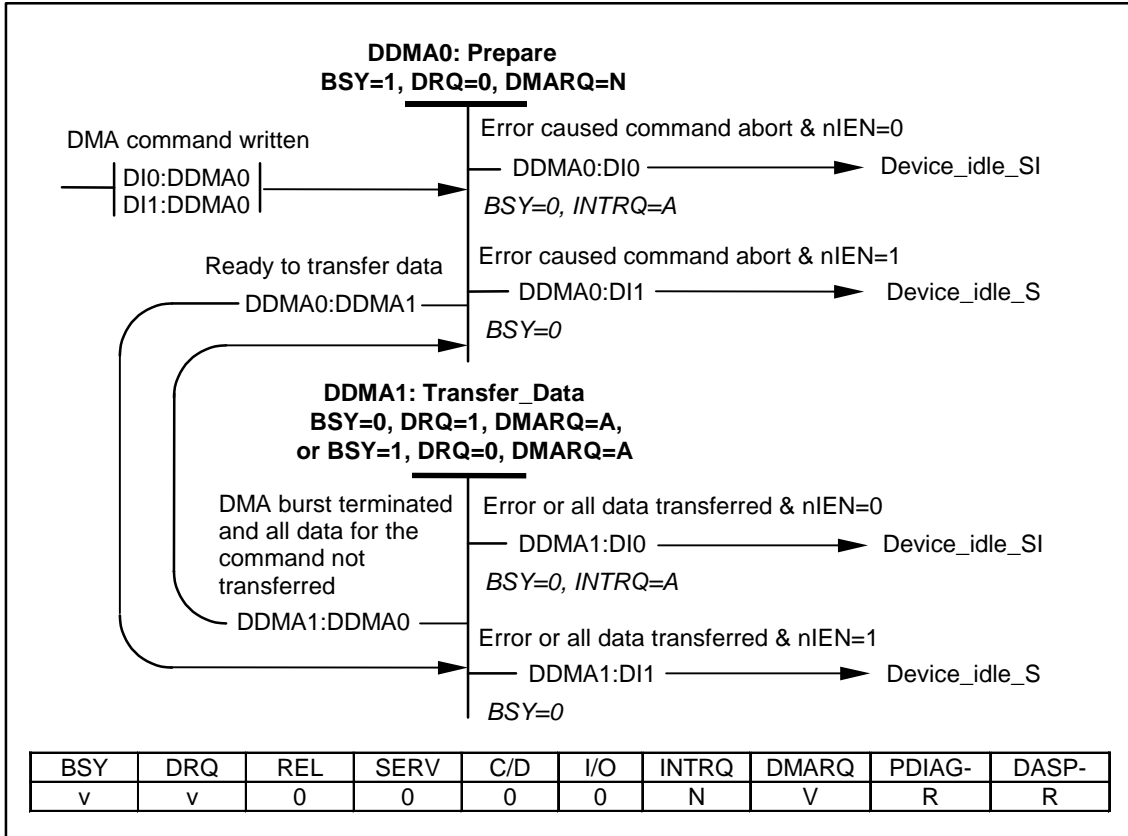 DDMA0: Prepare
BSY=1, DRQ=0, DMARQ=N
DMA command written
DI0:DDMA0
DI1:DDMA0
Error caused command abort & nIEN=0
DDMA0:DI0
Device_idle_SI
BSY=0, INTRQ=A
Ready to transfer data
DDMA0:DDMA1
Error caused command abort & nIEN=1
DDMA0:DI1
Device_idle_S
BSY=0
DDMA1: Transfer_Data
BSY=0, DRQ=1, DMARQ=A,
or BSY=1, DRQ=0, DMARQ=A
DMA burst terminated
and all data for the
command not
transferred
DDMA1:DDMA0
Error or all data transferred & nIEN=0
DDMA1:DI0
Device_idle_SI
BSY=0, INTRQ=A
Error or all data transferred & nIEN=1
DDMA1:DI1
Device_idle_S
BSY=0
BSY DRQ REL SERV C/D I/O INTRQ DMARQ PDIAG- DASP-
v v 0 0 0 0 N V R R